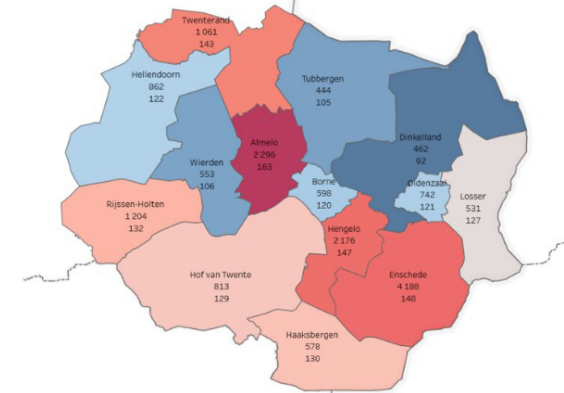 Twenterand
1 061
143
Hellendoorn
862
122
Tubbergen
444
105
Dinkelland
462
92
Almelo
2 296
163
Wierden
553
106
Borne
598
120
Oldenzaal
742
121
Losser
531
127
Rijssen-Holten
1 204
132
Hengelo
2 176
147
Hof van Twente
813
129
Enschede
4 188
148
Haaksbergen
578
130